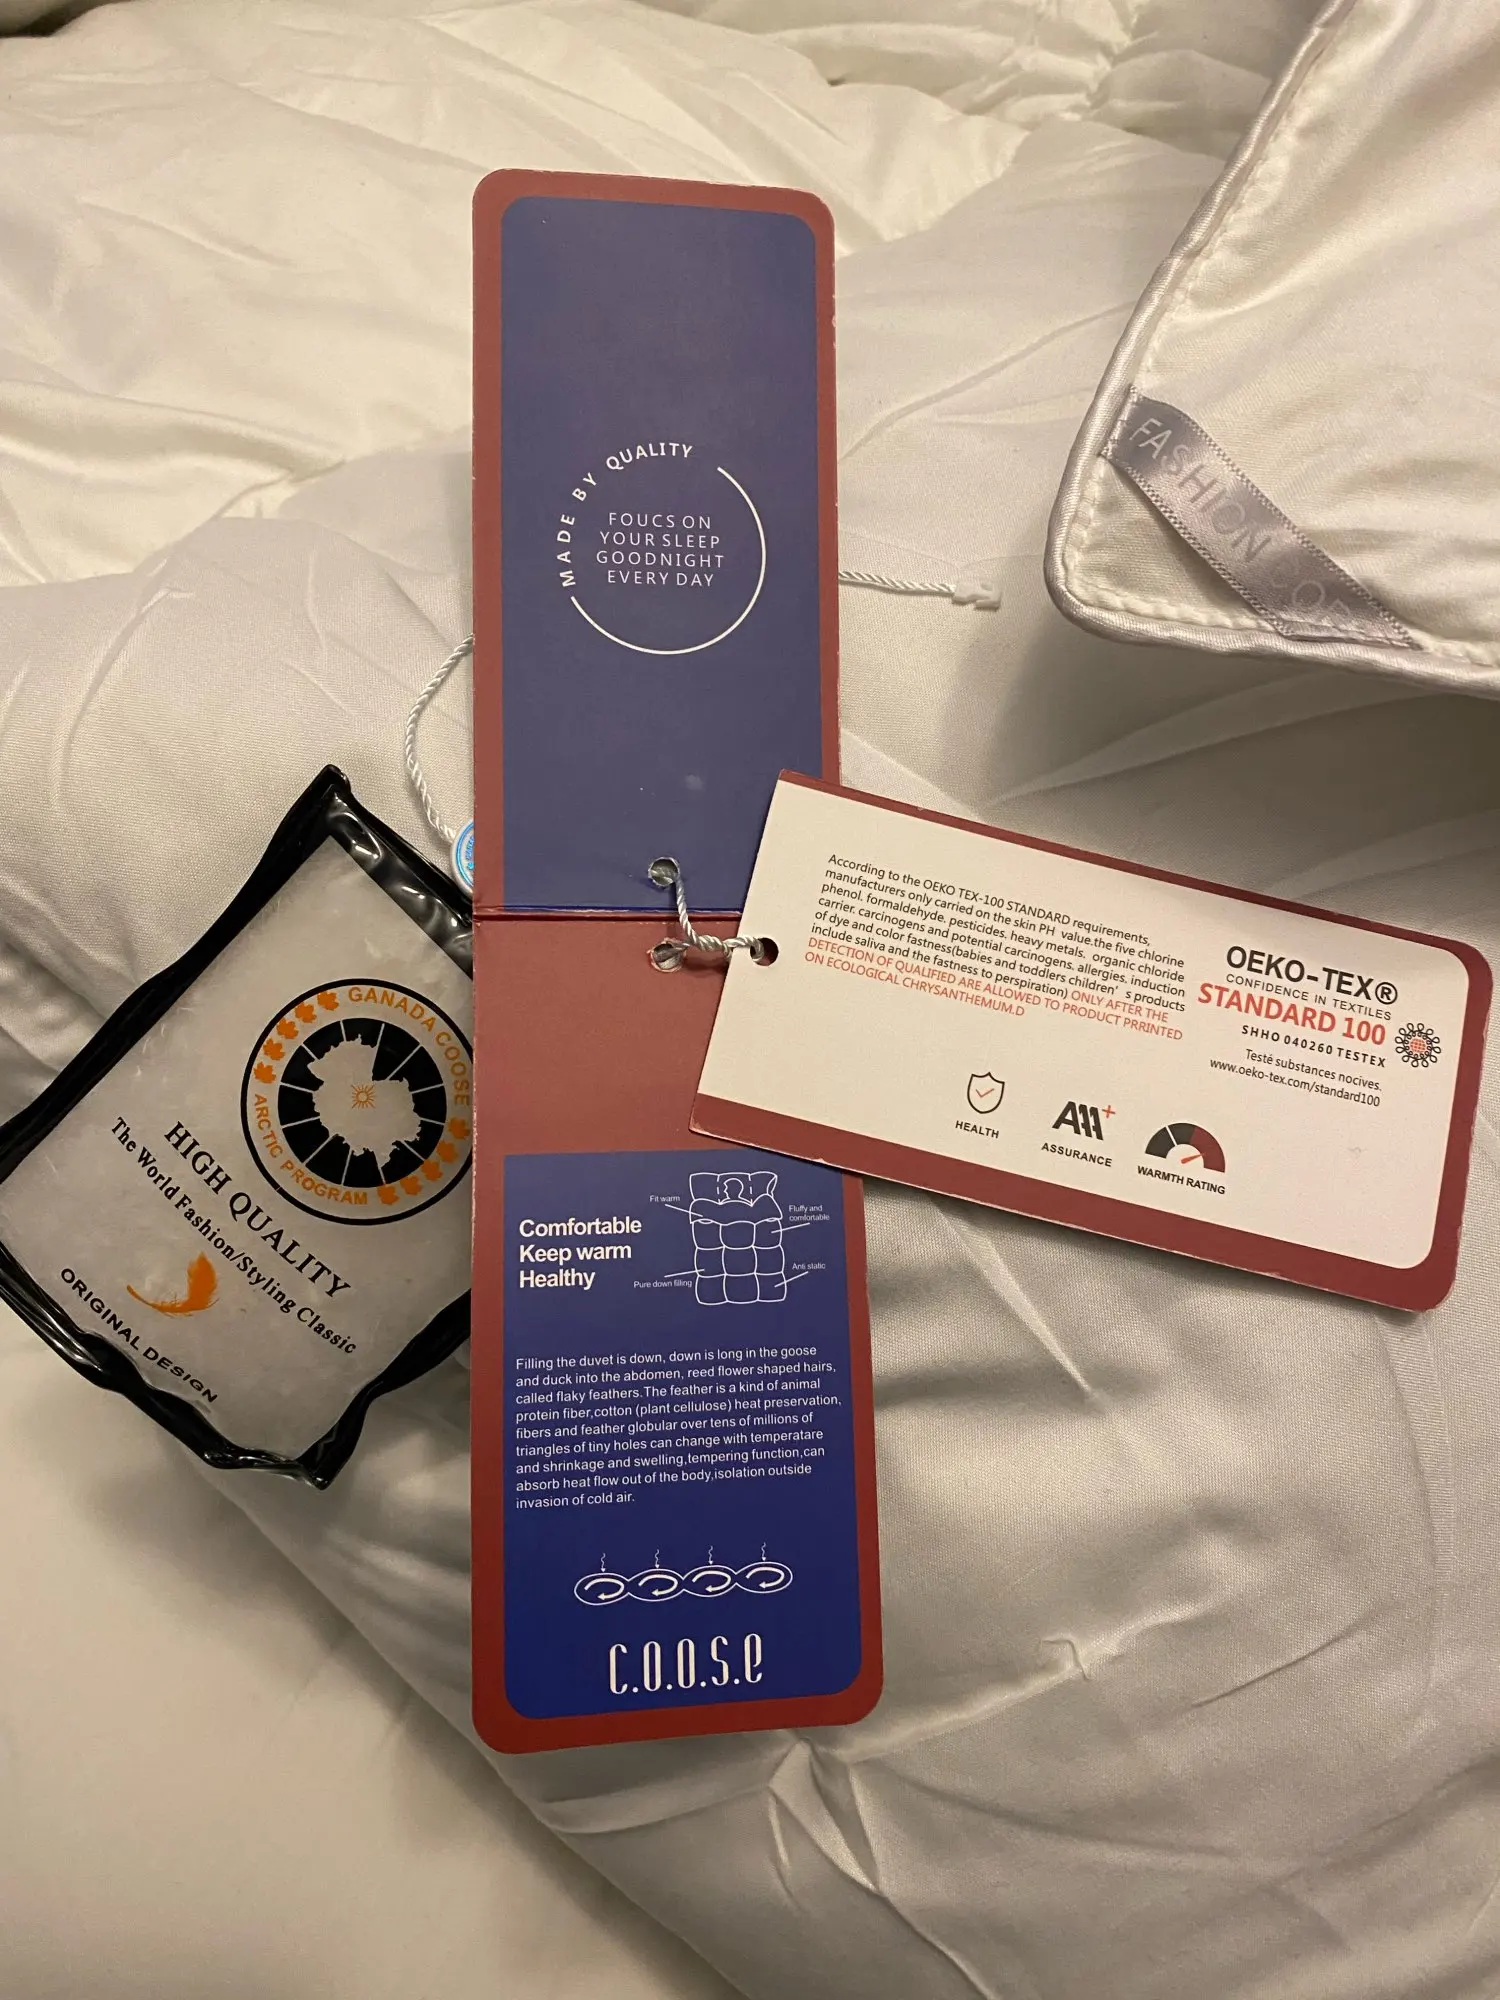 MADE BY QUALITY
FOUCS ON
YOUR SLEEP
GOODNIGHT
EVERY DAY
FASHION
According to the OEKO TEX-100 STANDARD requirements,
manufacturers only carried on the skin PH value.the five chlorine
phenol. formaldehyde. pesticides. heavy metals. organic chloride
carrier. carcinogens and potential carcinogens. allergies. induction
of dye and color fastness(babies and toddlers children's products
include saliva and the fastness to perspiration) ONLY AFTER THE
DETECTION OF QUALIFIED ARE ALLOWED TO PRODUCT PRRINTED
ON ECOLOGICAL CHRYSANTHEMUM.D
OEKO-TEX®
CONFIDENCE IN TEXTILES
STANDARD 100
SHHO 040260 TESTEX
Testé substances nocives.
www.oeko-tex.com/standard100
HEALTH
ASSURANCE
WARMTH RATING
GANADA COOSE
ARCTIC PROGRAM
HIGH QUALITY
The World Fashion/Styling Classic
ORIGINAL DESIGN
Comfortable
Keep warm
Healthy
Fit warm
Fluffy and
comfortable
Pure down filling
Anti static
Filling the duvet is down, down is long in the goose
and duck into the abdomen, reed flower shaped hairs,
called flaky feathers.The feather is a kind of animal
protein fiber,cotton (plant cellulose) heat preservation,
fibers and feather globular over tens of millions of
triangles of tiny holes can change with temperatare
and shrinkage and swelling,tempering function,can
absorb heat flow out of the body,isolation outside
invasion of cold air.
C.O.O.S.e